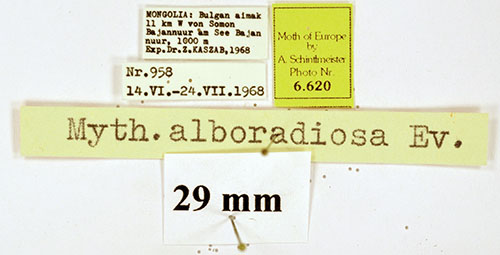 MONGOLIA: Bulgan aimak
11 km W von Somon
Bajannuur am See Bajan
nuur, 1000 m
Exp.Dr.Z.KASZAB,1968
Nr.958
14.VI.-24.VII.1968
Moth of Europe
by
A. Schintlmeister
Photo Nr.
6.620
Myth.alboradiosa Ev.
29 mm